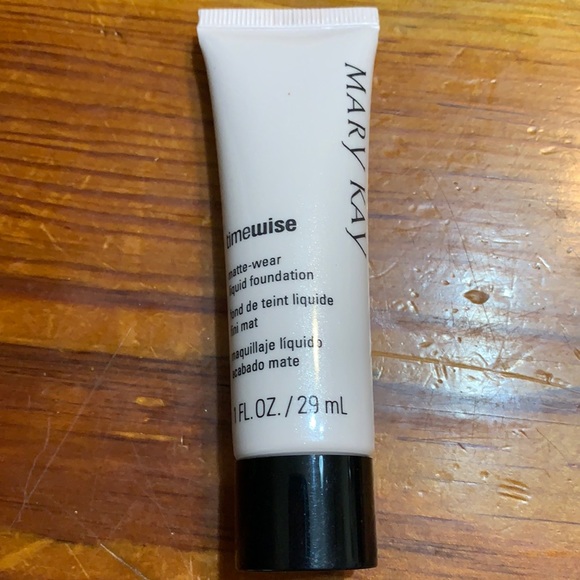 MARY KAY
timewise
matte-wear
liquid foundation
fond de teint liquide
fini mat
maquillaje líquido
acabado mate
1 FL. OZ. / 29 mL